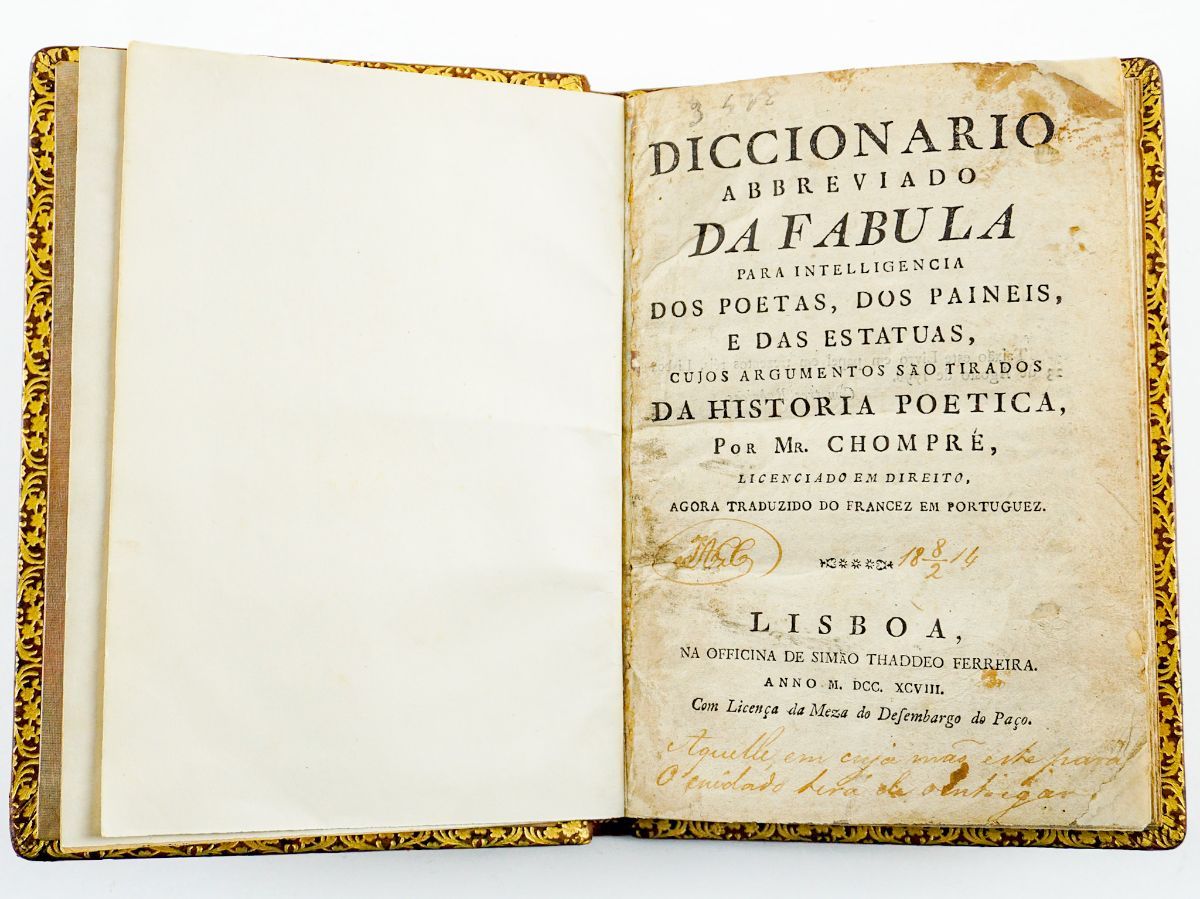 DICCIONARIO
ABBREVIADO
DA FABULA
PARA INTELLIGENCIA
DOS POETAS, DOS PAINEIS,
E DAS ESTATUAS,
CUJOS ARGUMENTOS SÃO TIRADOS
DA HISTORIA POETICA,
POR MR. CHOMPRÉ,
LICENCIADO EM DIREITO,
AGORA TRADUZIDO DO FRANCEZ EM PORTUGUEZ.
18 8/2 14
LISBOA,
NA OFFICINA DE SIMÃO THADDEO FERREIRA.
ANNO M. DCC. XCVIII.
Com Licença da Meza do Deſembargo do Paço.
Aquelle, em cuja mão este pará
O cuidado terá de o